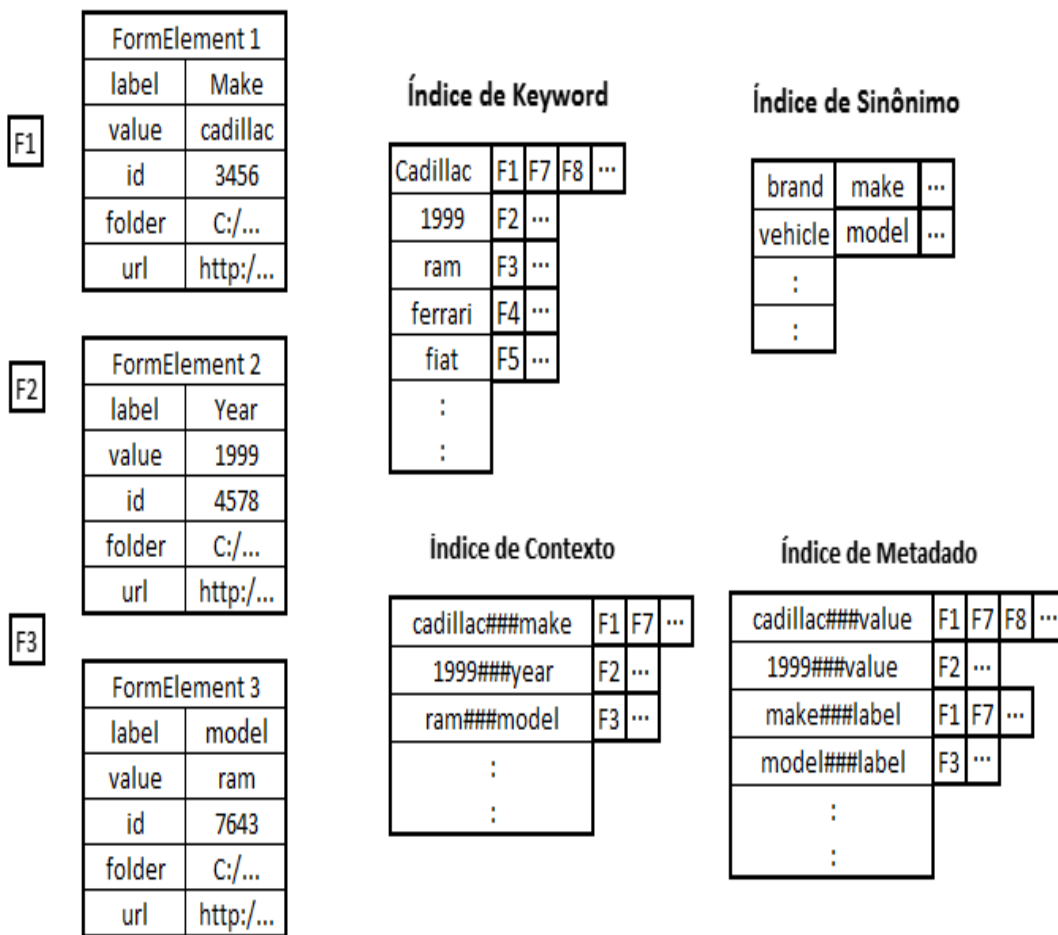 FormElement 1
label Make
value cadillac
id 3456
folder C:/...
url http:/...
F1
FormElement 2
label Year
value 1999
id 4578
folder C:/...
url http:/...
F2
FormElement 3
label model
value ram
id 7643
folder C:/...
url http:/...
F3
Índice de Keyword
Cadillac F1 F7 F8 ...
1999 F2 ...
ram F3 ...
ferrari F4 ...
fiat F5 ...
:
:
Índice de Sinônimo
brand make ...
vehicle model ...
:
:
Índice de Contexto
cadillac###make F1 F7 ...
1999###year F2 ...
ram###model F3 ...
:
:
Índice de Metadado
cadillac###value F1 F7 F8 ...
1999###value F2 ...
make###label F1 F7 ...
model###label F3 ...
:
: